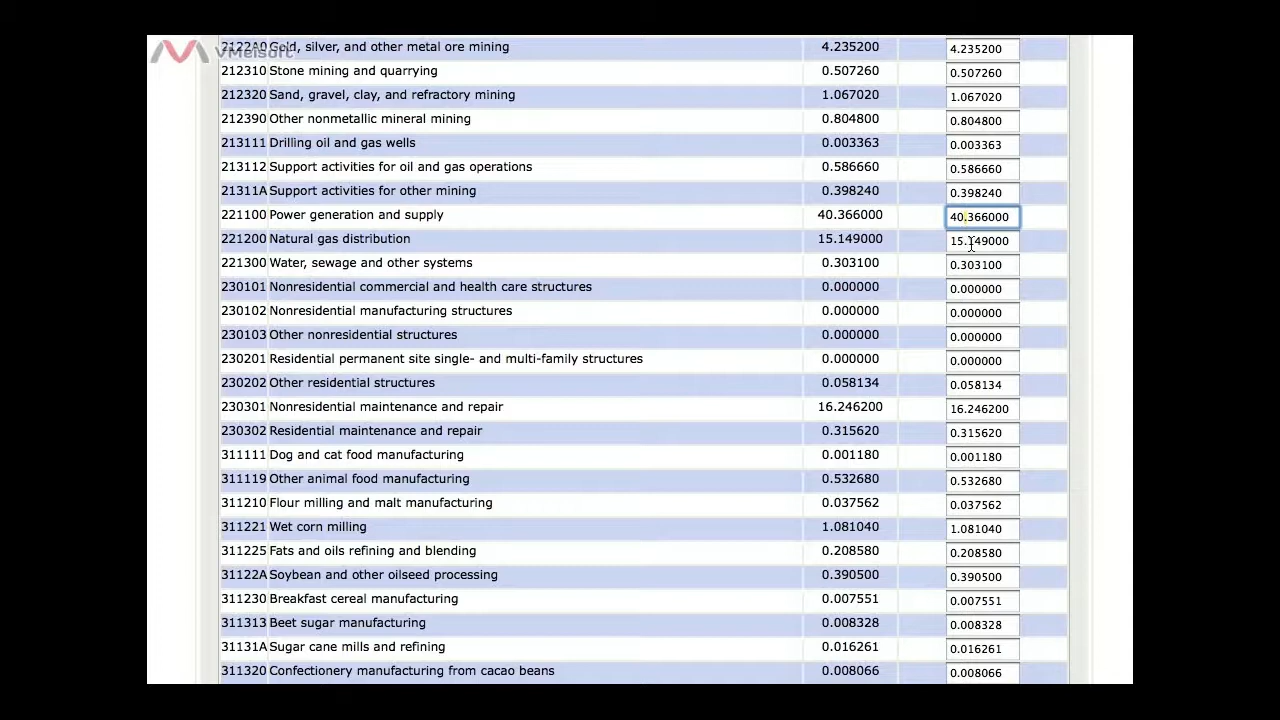 VMeisoft
2122A0 Gold, silver, and other metal ore mining 4.235200 4.235200
212310 Stone mining and quarrying 0.507260 0.507260
212320 Sand, gravel, clay, and refractory mining 1.067020 1.067020
212390 Other nonmetallic mineral mining 0.804800 0.804800
213111 Drilling oil and gas wells 0.003363 0.003363
213112 Support activities for oil and gas operations 0.586660 0.586660
21311A Support activities for other mining 0.398240 0.398240
221100 Power generation and supply 40.366000 40.366000
221200 Natural gas distribution 15.149000 15.149000
221300 Water, sewage and other systems 0.303100 0.303100
230101 Nonresidential commercial and health care structures 0.000000 0.000000
230102 Nonresidential manufacturing structures 0.000000 0.000000
230103 Other nonresidential structures 0.000000 0.000000
230201 Residential permanent site single- and multi-family structures 0.000000 0.000000
230202 Other residential structures 0.058134 0.058134
230301 Nonresidential maintenance and repair 16.246200 16.246200
230302 Residential maintenance and repair 0.315620 0.315620
311111 Dog and cat food manufacturing 0.001180 0.001180
311119 Other animal food manufacturing 0.532680 0.532680
311210 Flour milling and malt manufacturing 0.037562 0.037562
311221 Wet corn milling 1.081040 1.081040
311225 Fats and oils refining and blending 0.208580 0.208580
31122A Soybean and other oilseed processing 0.390500 0.390500
311230 Breakfast cereal manufacturing 0.007551 0.007551
311313 Beet sugar manufacturing 0.008328 0.008328
31131A Sugar cane mills and refining 0.016261 0.016261
311320 Confectionery manufacturing from cacao beans 0.008066 0.008066